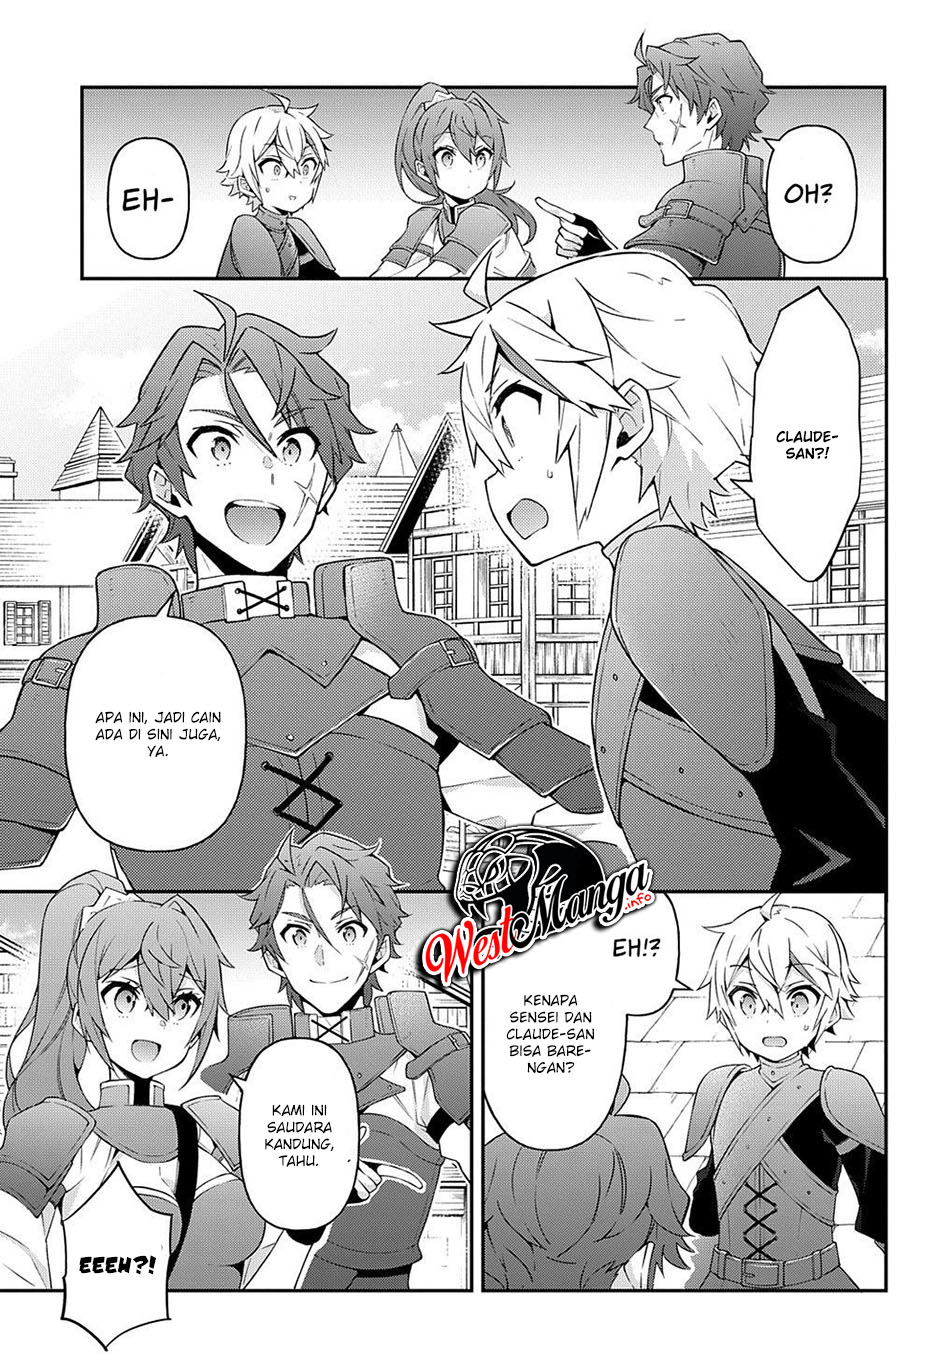 OH?
EH-
CLAUDE-
SAN?!
APA INI, JADI CAIN
ADA DI SINI JUGA,
YA.
WestManga
.info
EH!?
KENAPA
SENSEI DAN
CLAUDE-SAN
BISA BARE-
NGAN?
KAMI INI
SAUDARA
KANDUNG,
TAHU.
EEEH?!